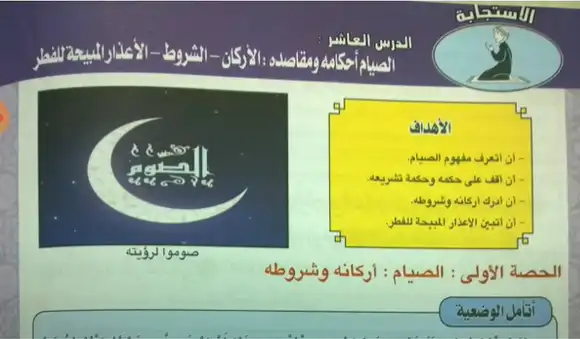 الاستجابة
الدرس العاشر :
الصيام أحكامه ومقاصده : الأركان - الشروط - الأعذار المبيحة للفطر
الأهداف
- أن أتعرف مفهوم الصيام.
- أن أقف على حكمه وحكمة تشريعه.
- أن أدرك أركانه وشروطه.
- أن أتبين الأعذار المبيحة للفطر.
الصوم
صوموا لرؤيته
الحصة الأولى : الصيام : أركانه وشروطه
أتأمل الوضعية